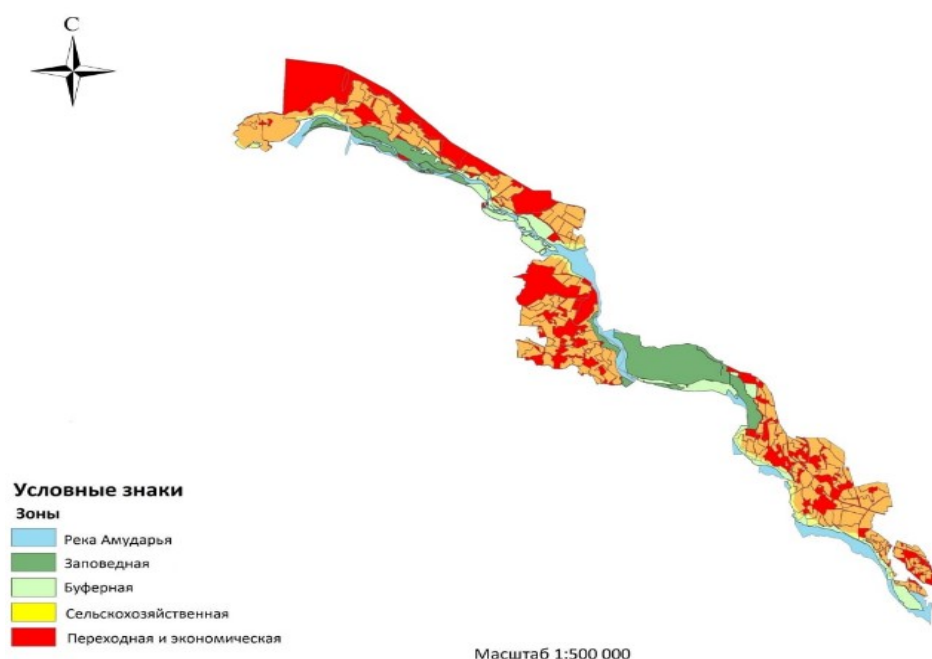 С
Условные знаки
Зоны
Река Амударья
Заповедная
Буферная
Сельскохозяйственная
Переходная и экономическая
Масштаб 1:500 000